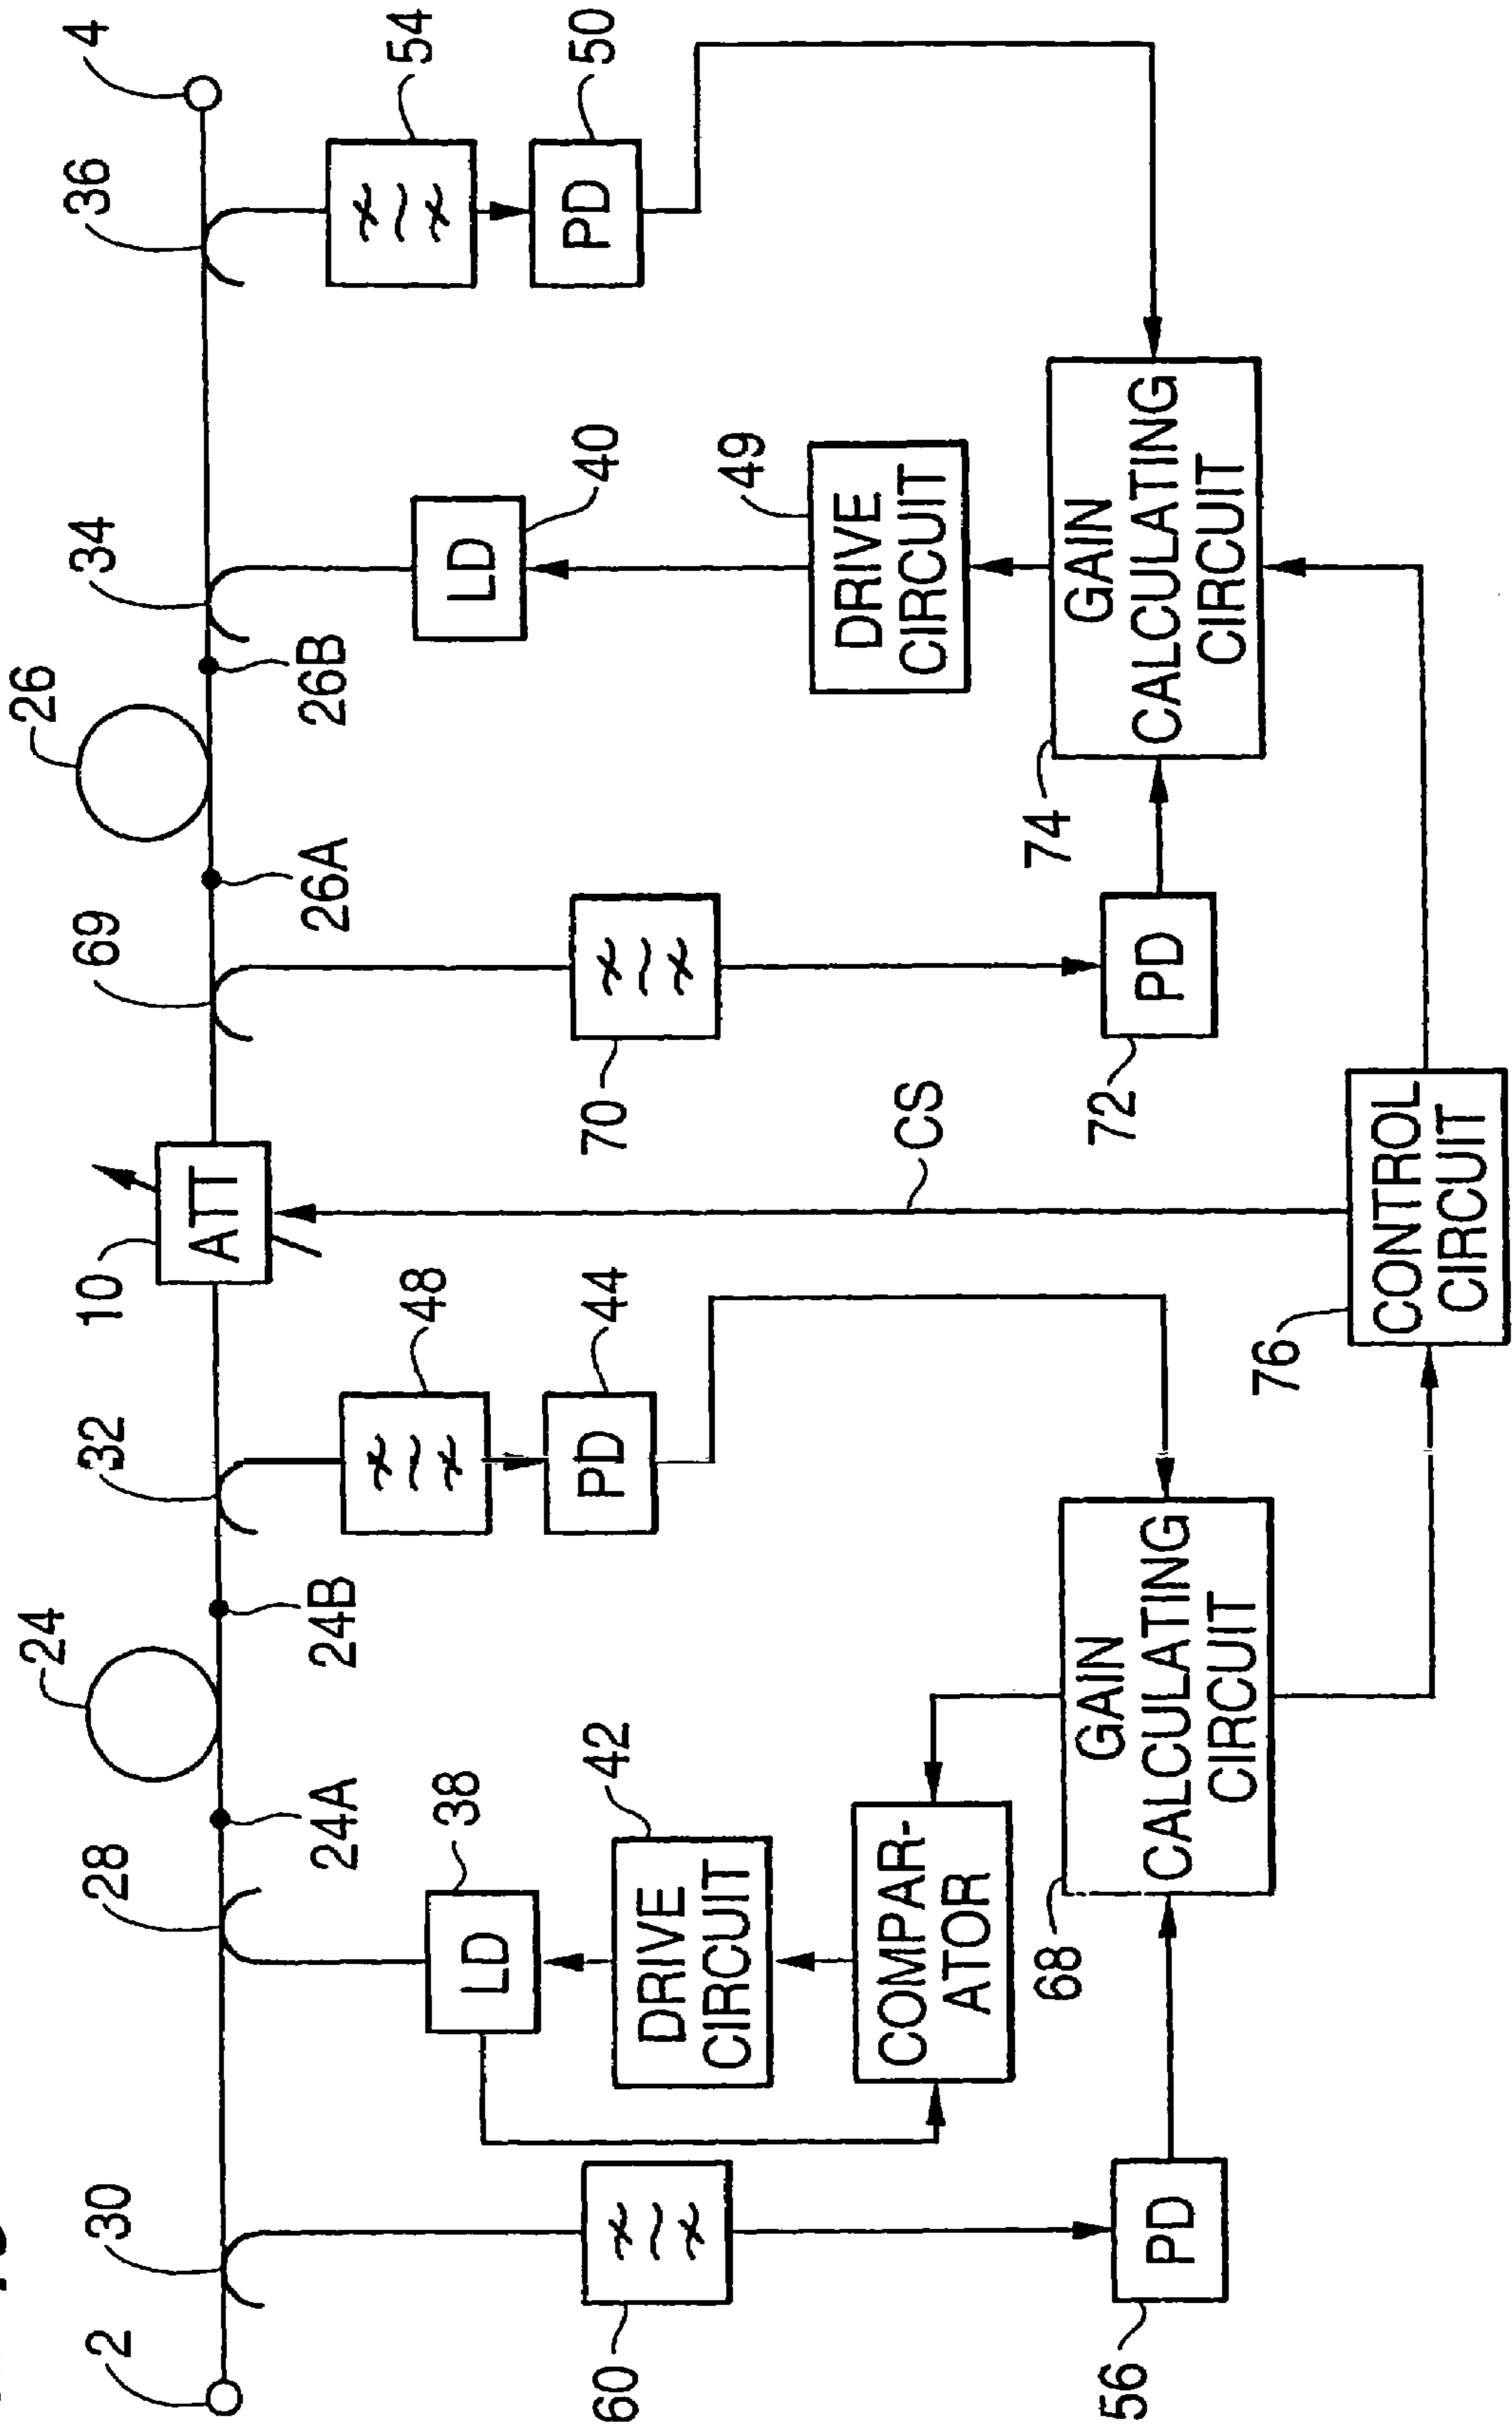 2
30
28
24A
24
24B
32
10
69
26A
26
26B
34
36
4
ATT
60
LD
38
DRIVE
CIRCUIT
42
COMPAR-
ATOR
48
PD
44
CS
70
LD
40
DRIVE
CIRCUIT
49
54
PD
50
PD
56
GAIN
CALCULATING
CIRCUIT
68
PD
72
GAIN
CALCULATING
CIRCUIT
74
CONTROL
CIRCUIT
76